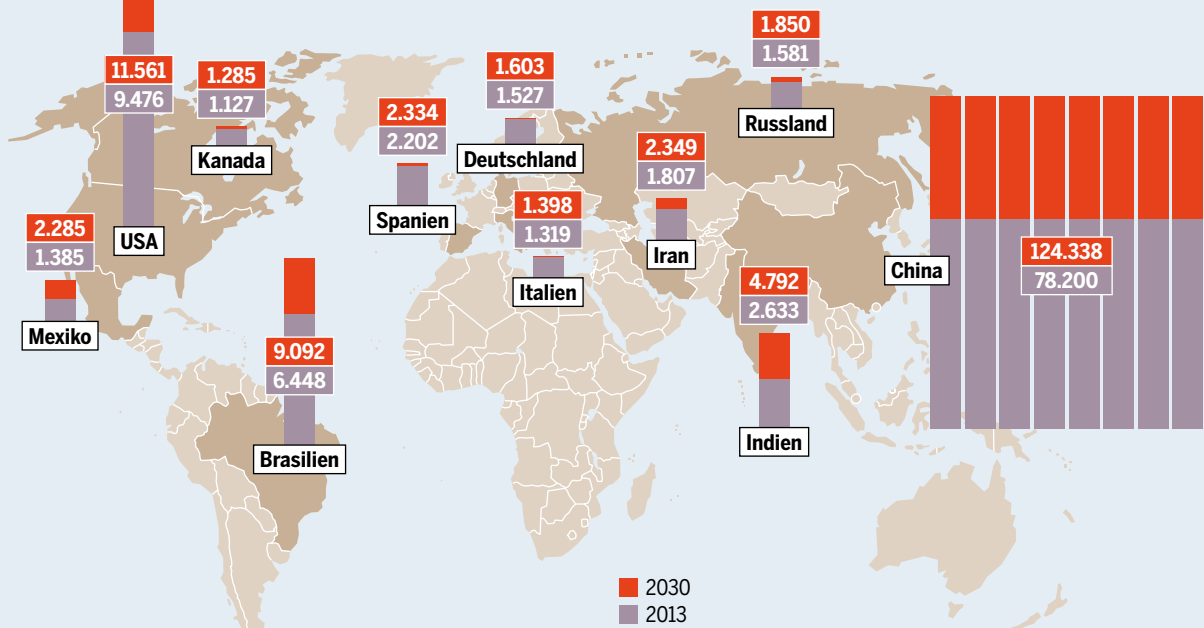 11.561
9.476
USA
1.285
1.127
Kanada
2.285
1.385
Mexiko
9.092
6.448
Brasilien
2.334
2.202
Spanien
1.603
1.527
Deutschland
1.398
1.319
Italien
1.850
1.581
Russland
2.349
1.807
Iran
4.792
2.633
Indien
China
124.338
78.200
2030
2013